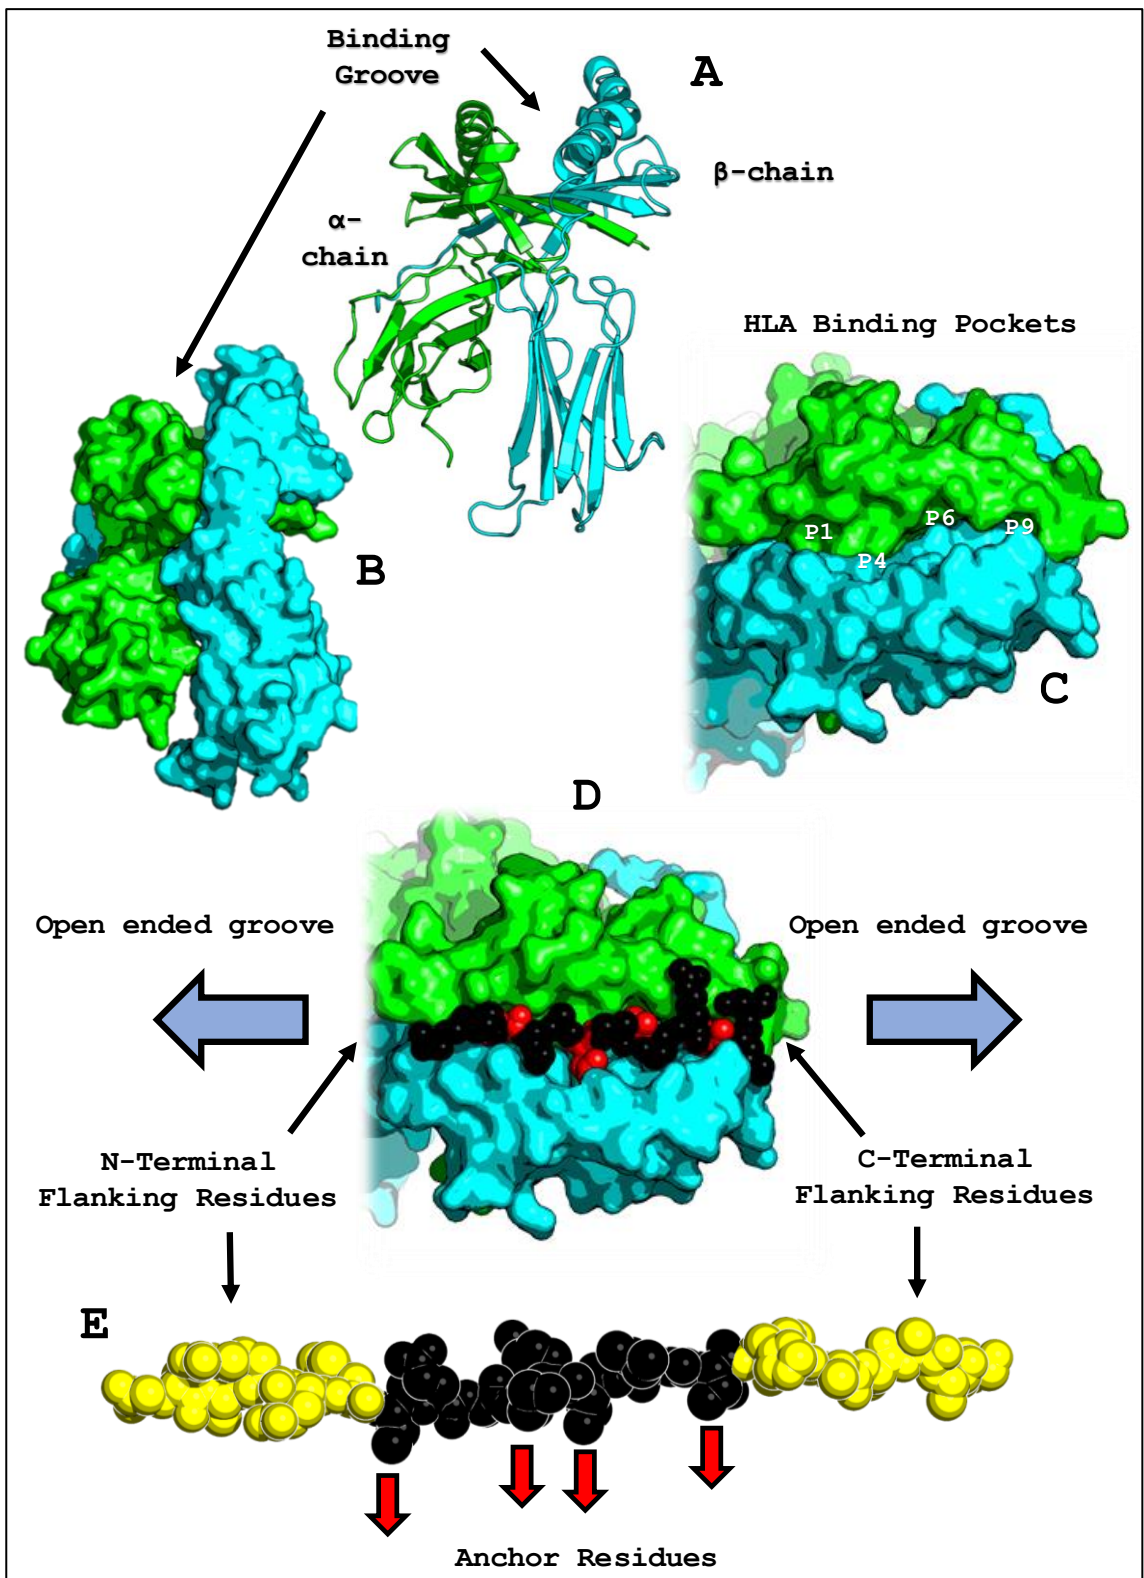 Binding
Groove
A
β-chain
α-
chain
HLA Binding Pockets
P1
P4
P6
P9
B
C
D
Open ended groove
Open ended groove
N-Terminal
Flanking Residues
C-Terminal
Flanking Residues
E
Anchor Residues